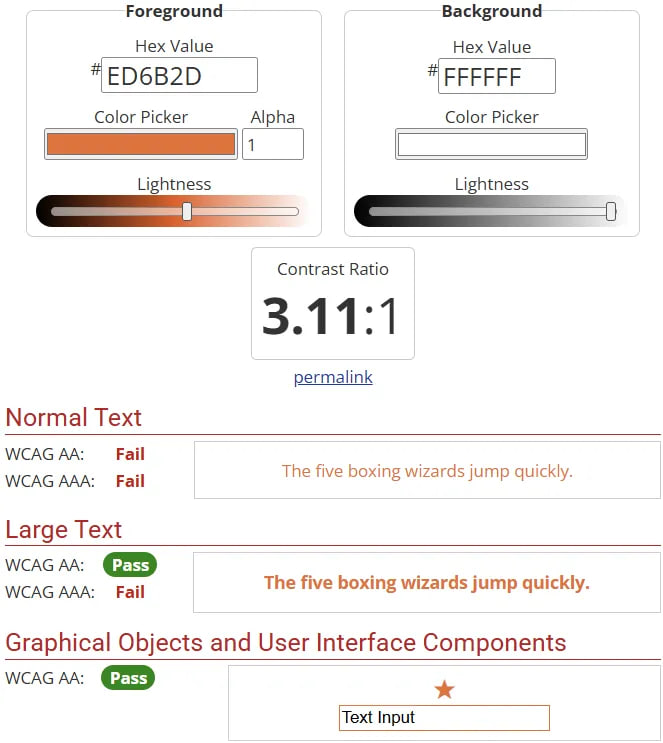 Foreground
Background
Hex Value
Hex Value
# ED6B2D
# FFFFFF
Color Picker Alpha
Color Picker
1
Lightness
Lightness
Contrast Ratio
3.11:1
permalink
Normal Text
WCAG AA: Fail
WCAG AAA: Fail
The five boxing wizards jump quickly.
Large Text
WCAG AA: Pass
WCAG AAA: Fail
The five boxing wizards jump quickly.
Graphical Objects and User Interface Components
WCAG AA: Pass
Text Input